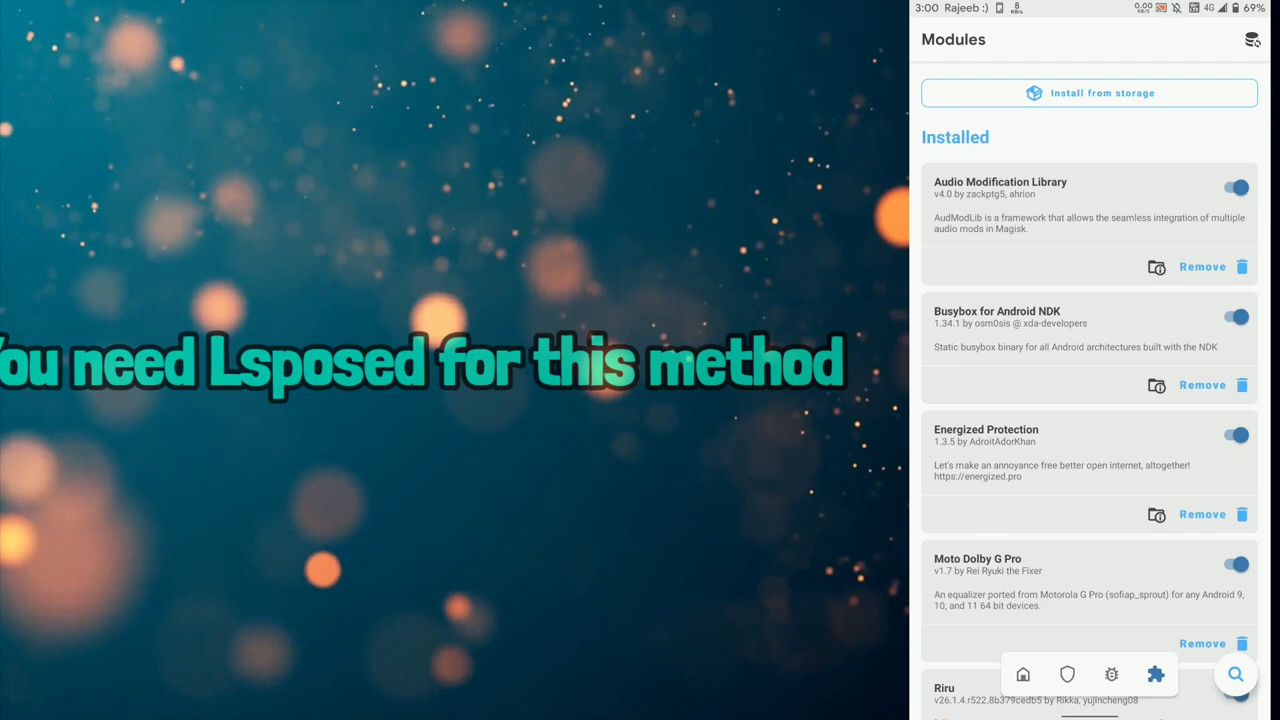 You need Lsposed for this method
3:00 Rajeeb :) 8 KB/s 0.00 KB/s 4G 69%
Modules
Install from storage
Installed
Audio Modification Library
v4.0 by zackptg5, ahrion
AudModLib is a framework that allows the seamless integration of multiple
audio mods in Magisk.
Remove
Busybox for Android NDK
1.34.1 by osm0sis @ xda-developers
Static busybox binary for all Android architectures built with the NDK
Remove
Energized Protection
1.3.5 by AdroitAdorKhan
Let's make an annoyance free better open internet, altogether!
https://energized.pro
Remove
Moto Dolby G Pro
v1.7 by Rei Ryuki the Fixer
An equalizer ported from Motorola G Pro (sofiap_sprout) for any Android 9,
10, and 11 64 bit devices.
Remove
Riru
v26.1.4.r522.8b379cedb5 by Rikka, yujincheng08